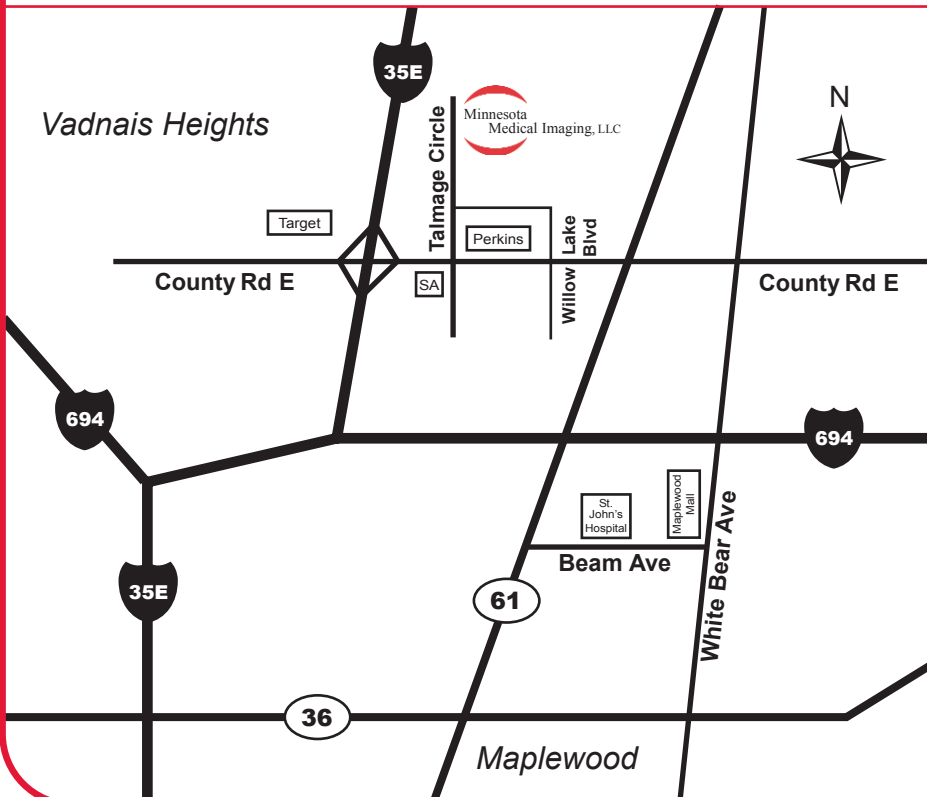 35E
N
Minnesota
Medical Imaging, LLC
Vadnais Heights
Talmage Circle
Target
Perkins
Willow Lake
Blvd
County Rd E
SA
County Rd E
694
694
St.
John's
Hospital
Maplewood
Mall
White Bear Ave
Beam Ave
35E
61
36
Maplewood